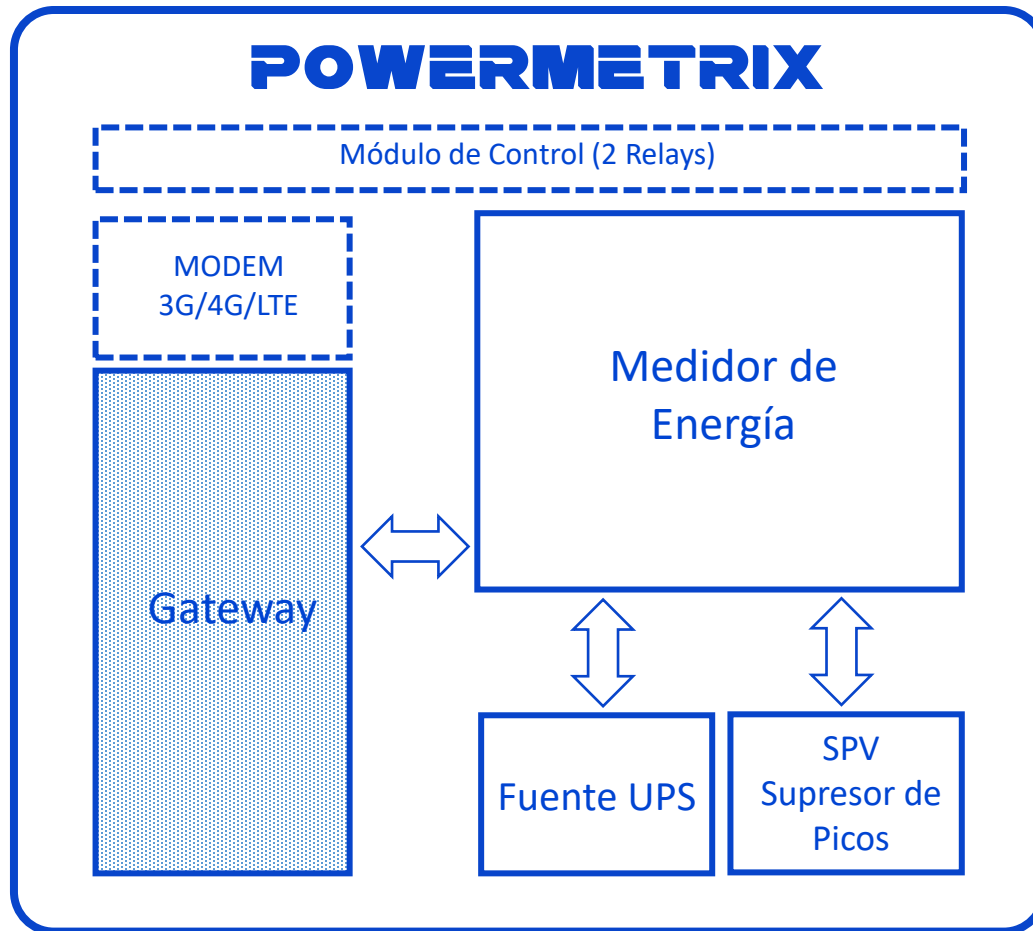 POWERMETRIX
Módulo de Control (2 Relays)
MODEM
3G/4G/LTE
Medidor de
Energía
Gateway
Fuente UPS
SPV
Supresor de
Picos